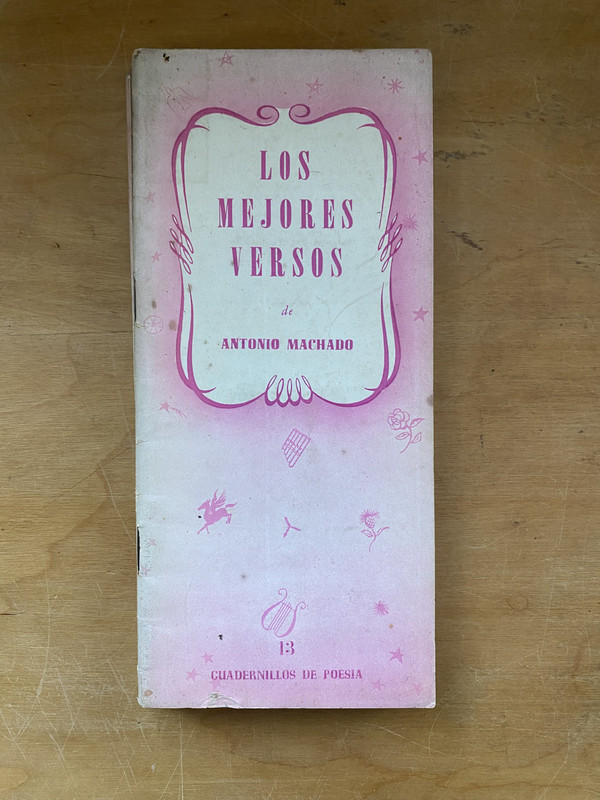 LOS
MEJORES
VERSOS
de
ANTONIO MACHADO
13
CUADERNILLOS DE POESIA